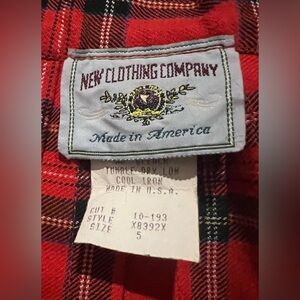 NEW CLOTHING COMPANY
Made in America
TUMBLE DRY LOW
COOL IRON
MADE IN U.S.A.
CUT # 10-193
STYLE X8392X
SIZE 5